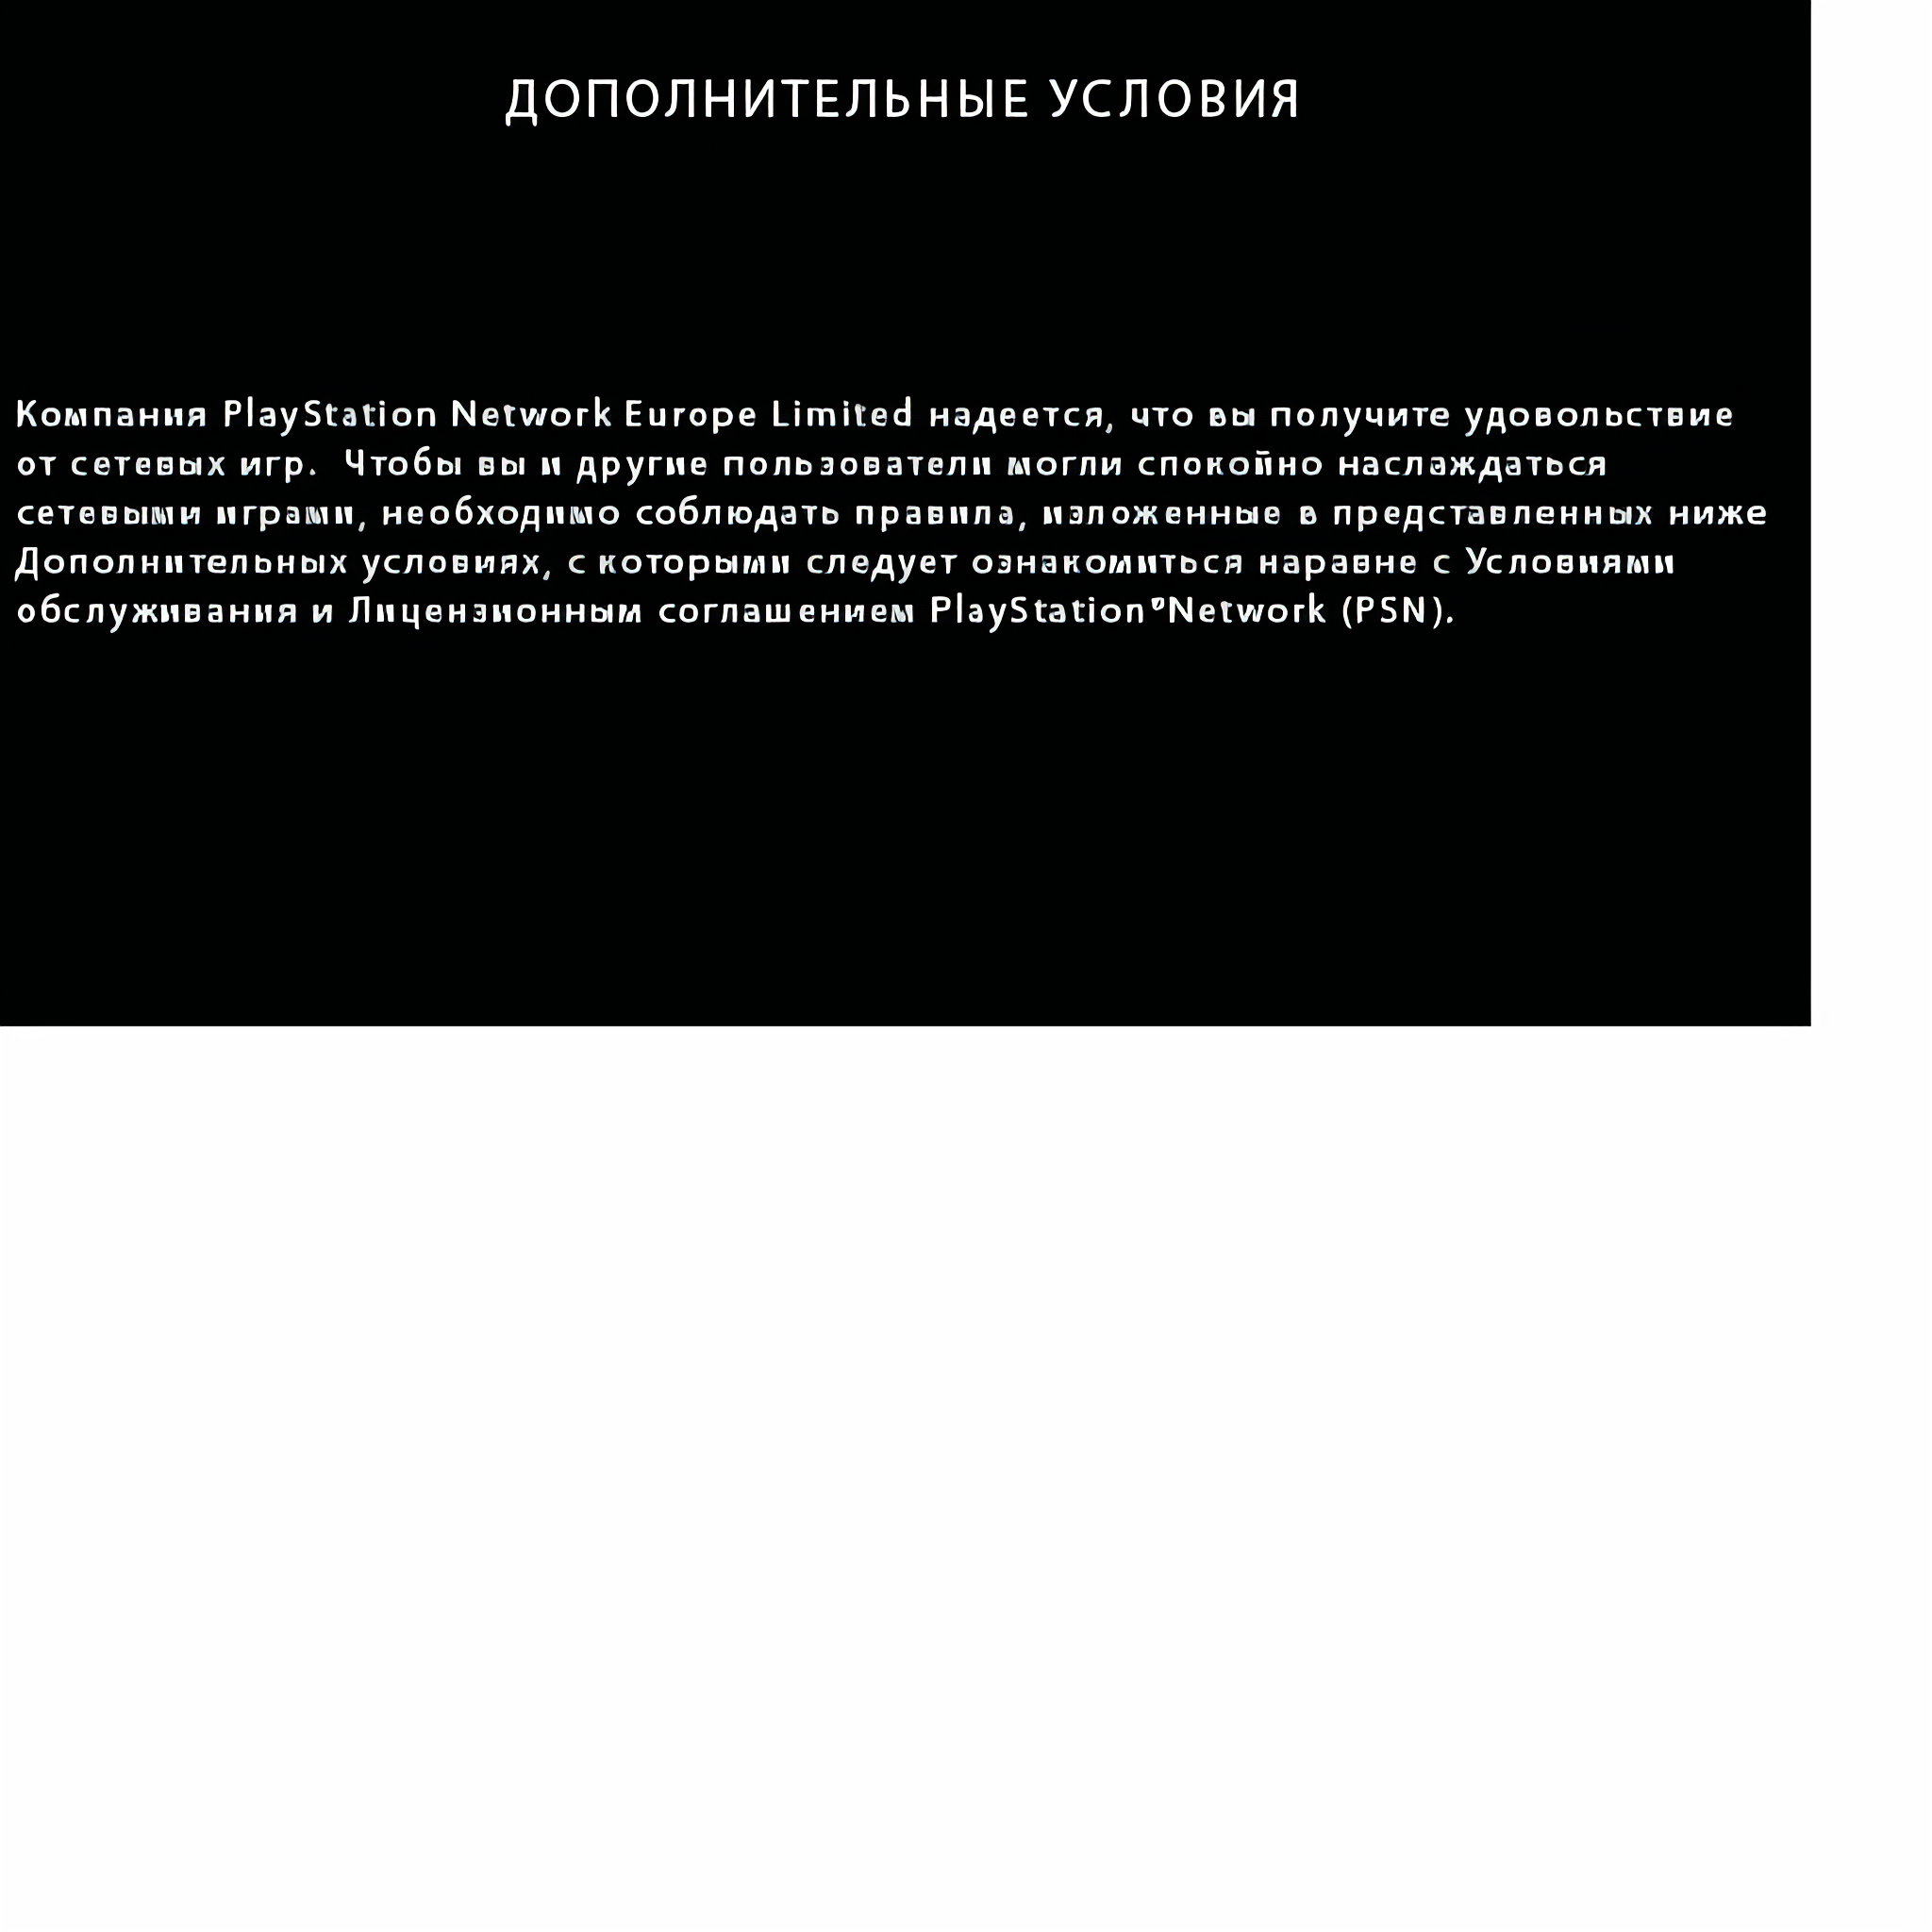 ДОПОЛНИТЕЛЬНЫЕ УСЛОВИЯ
Компания PlayStation Network Europe Limited надеется, что вы получите удовольствие
от сетевых игр. Чтобы вы и другие пользователи могли спокойно наслаждаться
сетевыми играми, необходимо соблюдать правила, изложенные в представленных ниже
Дополнительных условиях, с которыми следует ознакомиться наравне с Условиями
обслуживания и Лицензионным соглашением PlayStation®Network (PSN).